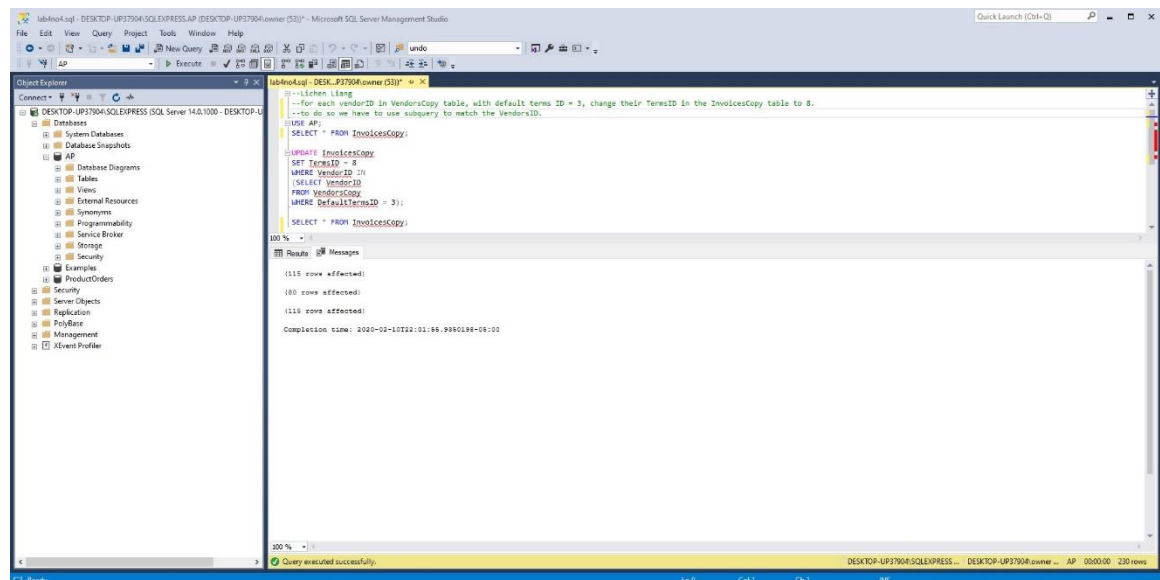 lab4no4.sql - DESKTOP-UP37904\SQLEXPRESS.AP (DESKTOP-UP37904\owner (53))* - Microsoft SQL Server Management Studio
Quick Launch (Ctrl+Q)
File Edit View Query Project Tools Window Help
New Query undo
AP Execute
Object Explorer
lab4no4.sql - DESK...P37904\owner (53))*
Connect
DESKTOP-UP37904\SQLEXPRESS (SQL Server 14.0.1000 - DESKTOP-U
Databases
System Databases
Database Snapshots
AP
Database Diagrams
Tables
Views
External Resources
Synonyms
Programmability
Service Broker
Storage
Security
Examples
ProductOrders
Security
Server Objects
Replication
PolyBase
Management
XEvent Profiler
--Lichen Liang
--for each vendorID in VendorsCopy table, with default terms ID = 3, change their TermsID in the InvoicesCopy table to 8.
--to do so we have to use subquery to match the VendorsID.
USE AP;
SELECT * FROM InvoicesCopy;
UPDATE InvoicesCopy
SET TermsID = 8
WHERE VendorID IN
(SELECT VendorID
FROM VendorsCopy
WHERE DefaultTermsID = 3);
SELECT * FROM InvoicesCopy;
100 %
Results Messages
(115 rows affected)
(80 rows affected)
(115 rows affected)
Completion time: 2020-02-10T22:01:55.9350198-05:00
100 %
Query executed successfully.
DESKTOP-UP37904\SQLEXPRESS ... DESKTOP-UP37904\owner ... AP 00:00:00 230 rows